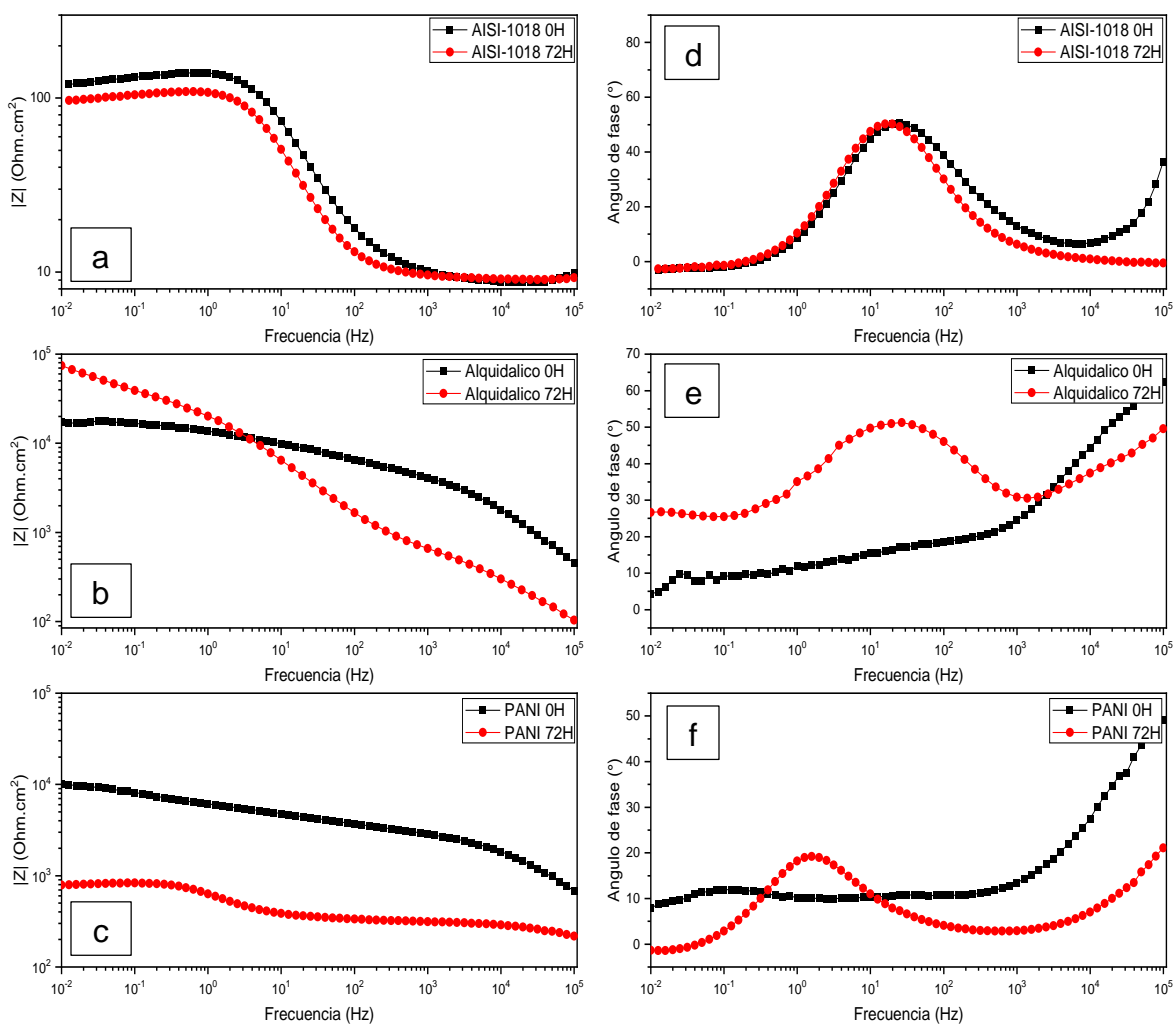 AISI-1018 0H
AISI-1018 72H
|Z| (Ohm.cm²)
100
10
a
10⁻² 10⁻¹ 10⁰ 10¹ 10² 10³ 10⁴ 10⁵
Frecuencia (Hz)
AISI-1018 0H
AISI-1018 72H
Angulo de fase (°)
80
60
40
20
0
d
10⁻² 10⁻¹ 10⁰ 10¹ 10² 10³ 10⁴ 10⁵
Frecuencia (Hz)
Alquidalico 0H
Alquidalico 72H
|Z| (Ohm.cm²)
10⁵
10⁴
10³
10²
b
10⁻² 10⁻¹ 10⁰ 10¹ 10² 10³ 10⁴ 10⁵
Frecuencia (Hz)
Alquidalico 0H
Alquidalico 72H
Angulo de fase (°)
70
60
50
40
30
20
10
0
e
10⁻² 10⁻¹ 10⁰ 10¹ 10² 10³ 10⁴ 10⁵
Frecuencia (Hz)
PANI 0H
PANI 72H
|Z| (Ohm.cm²)
10⁵
10⁴
10³
10²
c
10⁻² 10⁻¹ 10⁰ 10¹ 10² 10³ 10⁴ 10⁵
Frecuencia (Hz)
PANI 0H
PANI 72H
Angulo de fase (°)
50
40
30
20
10
0
f
10⁻² 10⁻¹ 10⁰ 10¹ 10² 10³ 10⁴ 10⁵
Frecuencia (Hz)